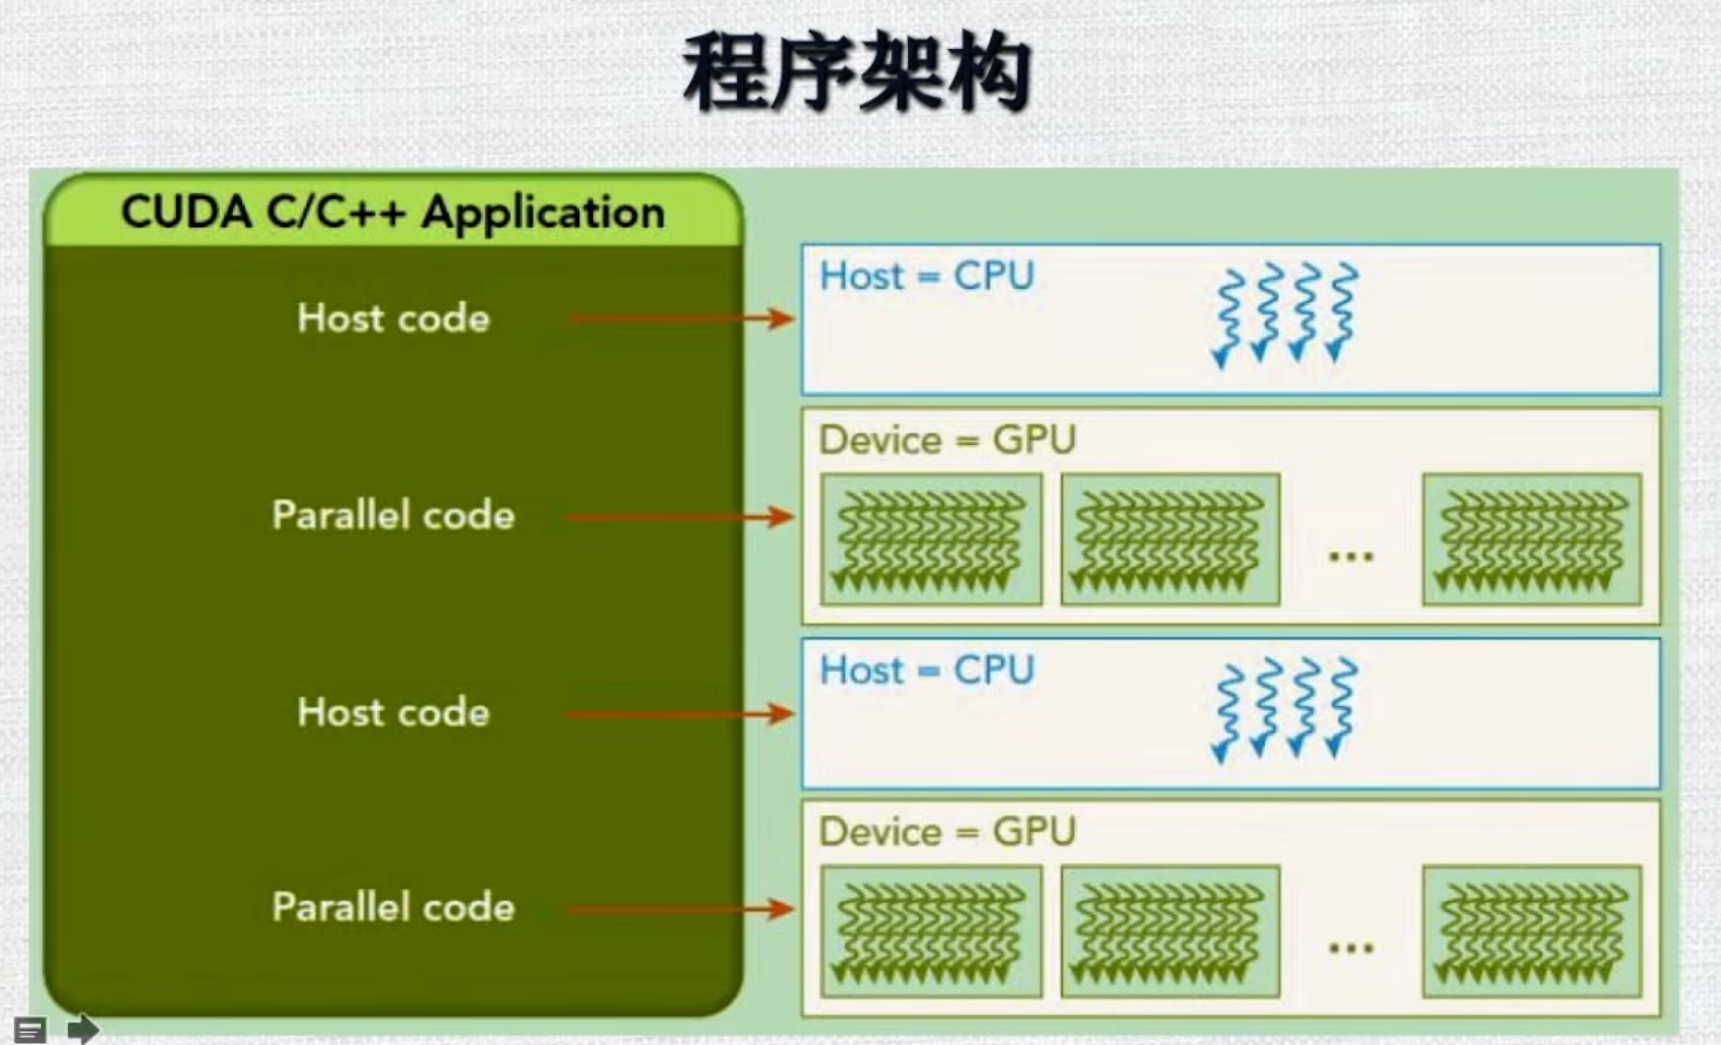 程序架构
CUDA C/C++ Application
Host code
Host = CPU
Parallel code
Device = GPU
...
Host code
Host = CPU
Parallel code
Device = GPU
...